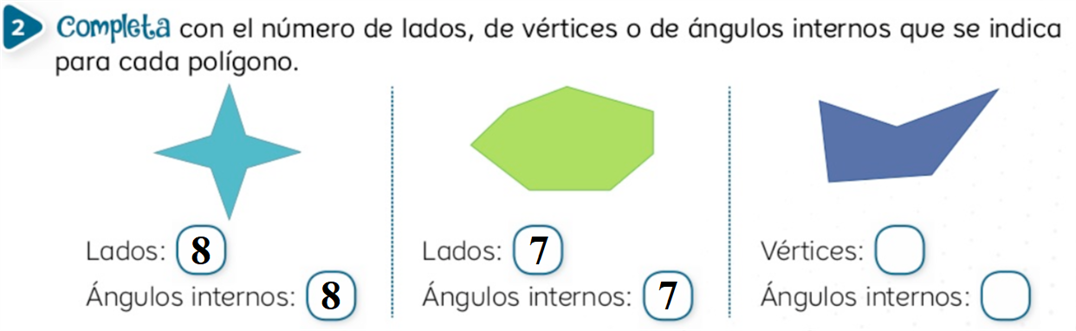 2 Completa con el número de lados, de vértices o de ángulos internos que se indica
para cada polígono.
Lados: 8
Ángulos internos: 8
Lados: 7
Ángulos internos: 7
Vértices:
Ángulos internos: